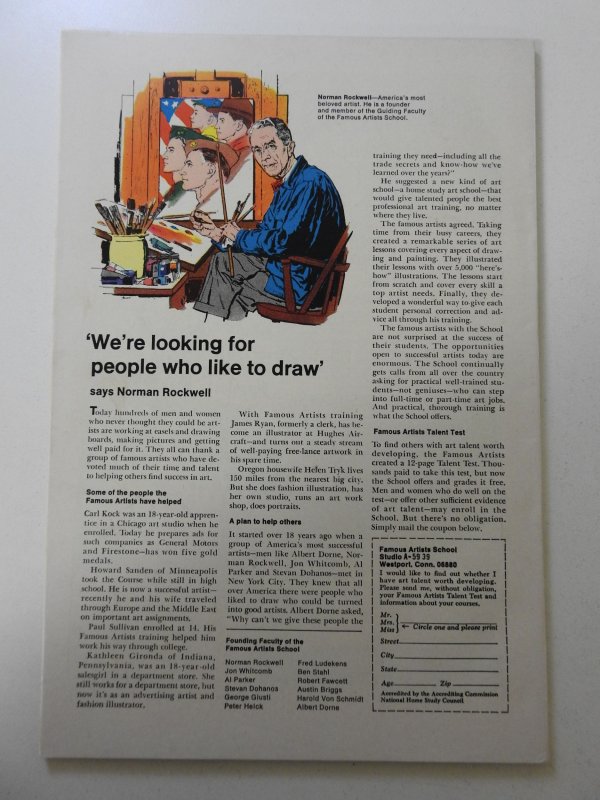 Norman Rockwell—America's most
beloved artist. He is a founder
and member of the Guiding Faculty
of the Famous Artists School.
'We're looking for
people who like to draw'
says Norman Rockwell
Today hundreds of men and women
who never thought they could be art-
ists are working at easels and drawing
boards, making pictures and getting
well paid for it. They all can thank a
group of famous artists who have de-
voted much of their time and talent
to helping others find success in art.
Some of the people the
Famous Artists have helped
Carl Kock was an 18-year-old appren-
tice in a Chicago art studio when he
enrolled. Today he prepares ads for
such companies as General Motors
and Firestone—has won five gold
medals.
Howard Sanden of Minneapolis
took the Course while still in high
school. He is now a successful artist—
recently he and his wife traveled
through Europe and the Middle East
on important art assignments.
Paul Sullivan enrolled at 14. His
Famous Artists training helped him
work his way through college.
Kathleen Gironda of Indiana,
Pennsylvania, was an 18-year-old
salesgirl in a department store. She
still works for a department store, but
now it's as an advertising artist and
fashion illustrator.
With Famous Artists training
James Ryan, formerly a clerk, has be-
come an illustrator at Hughes Air-
craft—and turns out a steady stream
of well-paying free-lance artwork in
his spare time.
Oregon housewife Helen Tryk lives
150 miles from the nearest big city.
But she does fashion illustration, has
her own studio, runs an art work
shop, does portraits.
A plan to help others
It started over 18 years ago when a
group of America's most successful
artists—men like Albert Dorne, Nor-
man Rockwell, Jon Whitcomb, Al
Parker and Stevan Dohanos—met in
New York City. They knew that all
over America there were people who
liked to draw who could be turned
into good artists. Albert Dorne asked,
"Why can't we give these people the
Founding Faculty of the
Famous Artists School
Norman Rockwell
Jon Whitcomb
Al Parker
Stevan Dohanos
George Giusti
Peter Helck
Fred Ludekens
Ben Stahl
Robert Fawcett
Austin Briggs
Harold Von Schmidt
Albert Dorne
training they need—including all the
trade secrets and know-how we've
learned over the years?"
He suggested a new kind of art
school—a home study art school—that
would give talented people the best
professional art training, no matter
where they live.
The famous artists agreed. Taking
time from their busy careers, they
created a remarkable series of art
lessons covering every aspect of draw-
ing and painting. They illustrated
their lessons with over 5,000 "here's-
how" illustrations. The lessons start
from scratch and cover every skill a
top artist needs. Finally, they de-
veloped a wonderful way to give each
student personal correction and ad-
vice all through his training.
The famous artists with the School
are not surprised at the success of
their students. The opportunities
open to successful artists today are
enormous. The School continually
gets calls from all over the country
asking for practical well-trained stu-
dents—not geniuses—who can step
into full-time or part-time art jobs.
And practical, thorough training is
what the School offers.
Famous Artists Talent Test
To find others with art talent worth
developing, the Famous Artists
created a 12-page Talent Test. Thou-
sands paid to take this test, but now
the School offers and grades it free.
Men and women who do well on the
test—or offer other sufficient evidence
of art talent—may enroll in the
School. But there's no obligation.
Simply mail the coupon below.
Famous Artists School
Studio A-5939
Westport, Conn. 06880
I would like to find out whether I
have art talent worth developing.
Please send me, without obligation,
your Famous Artists Talent Test and
information about your courses.
Mr.
Mrs.
Miss
Circle one and please print
Street
City
State
Age Zip
Accredited by the Accrediting Commission
National Home Study Council